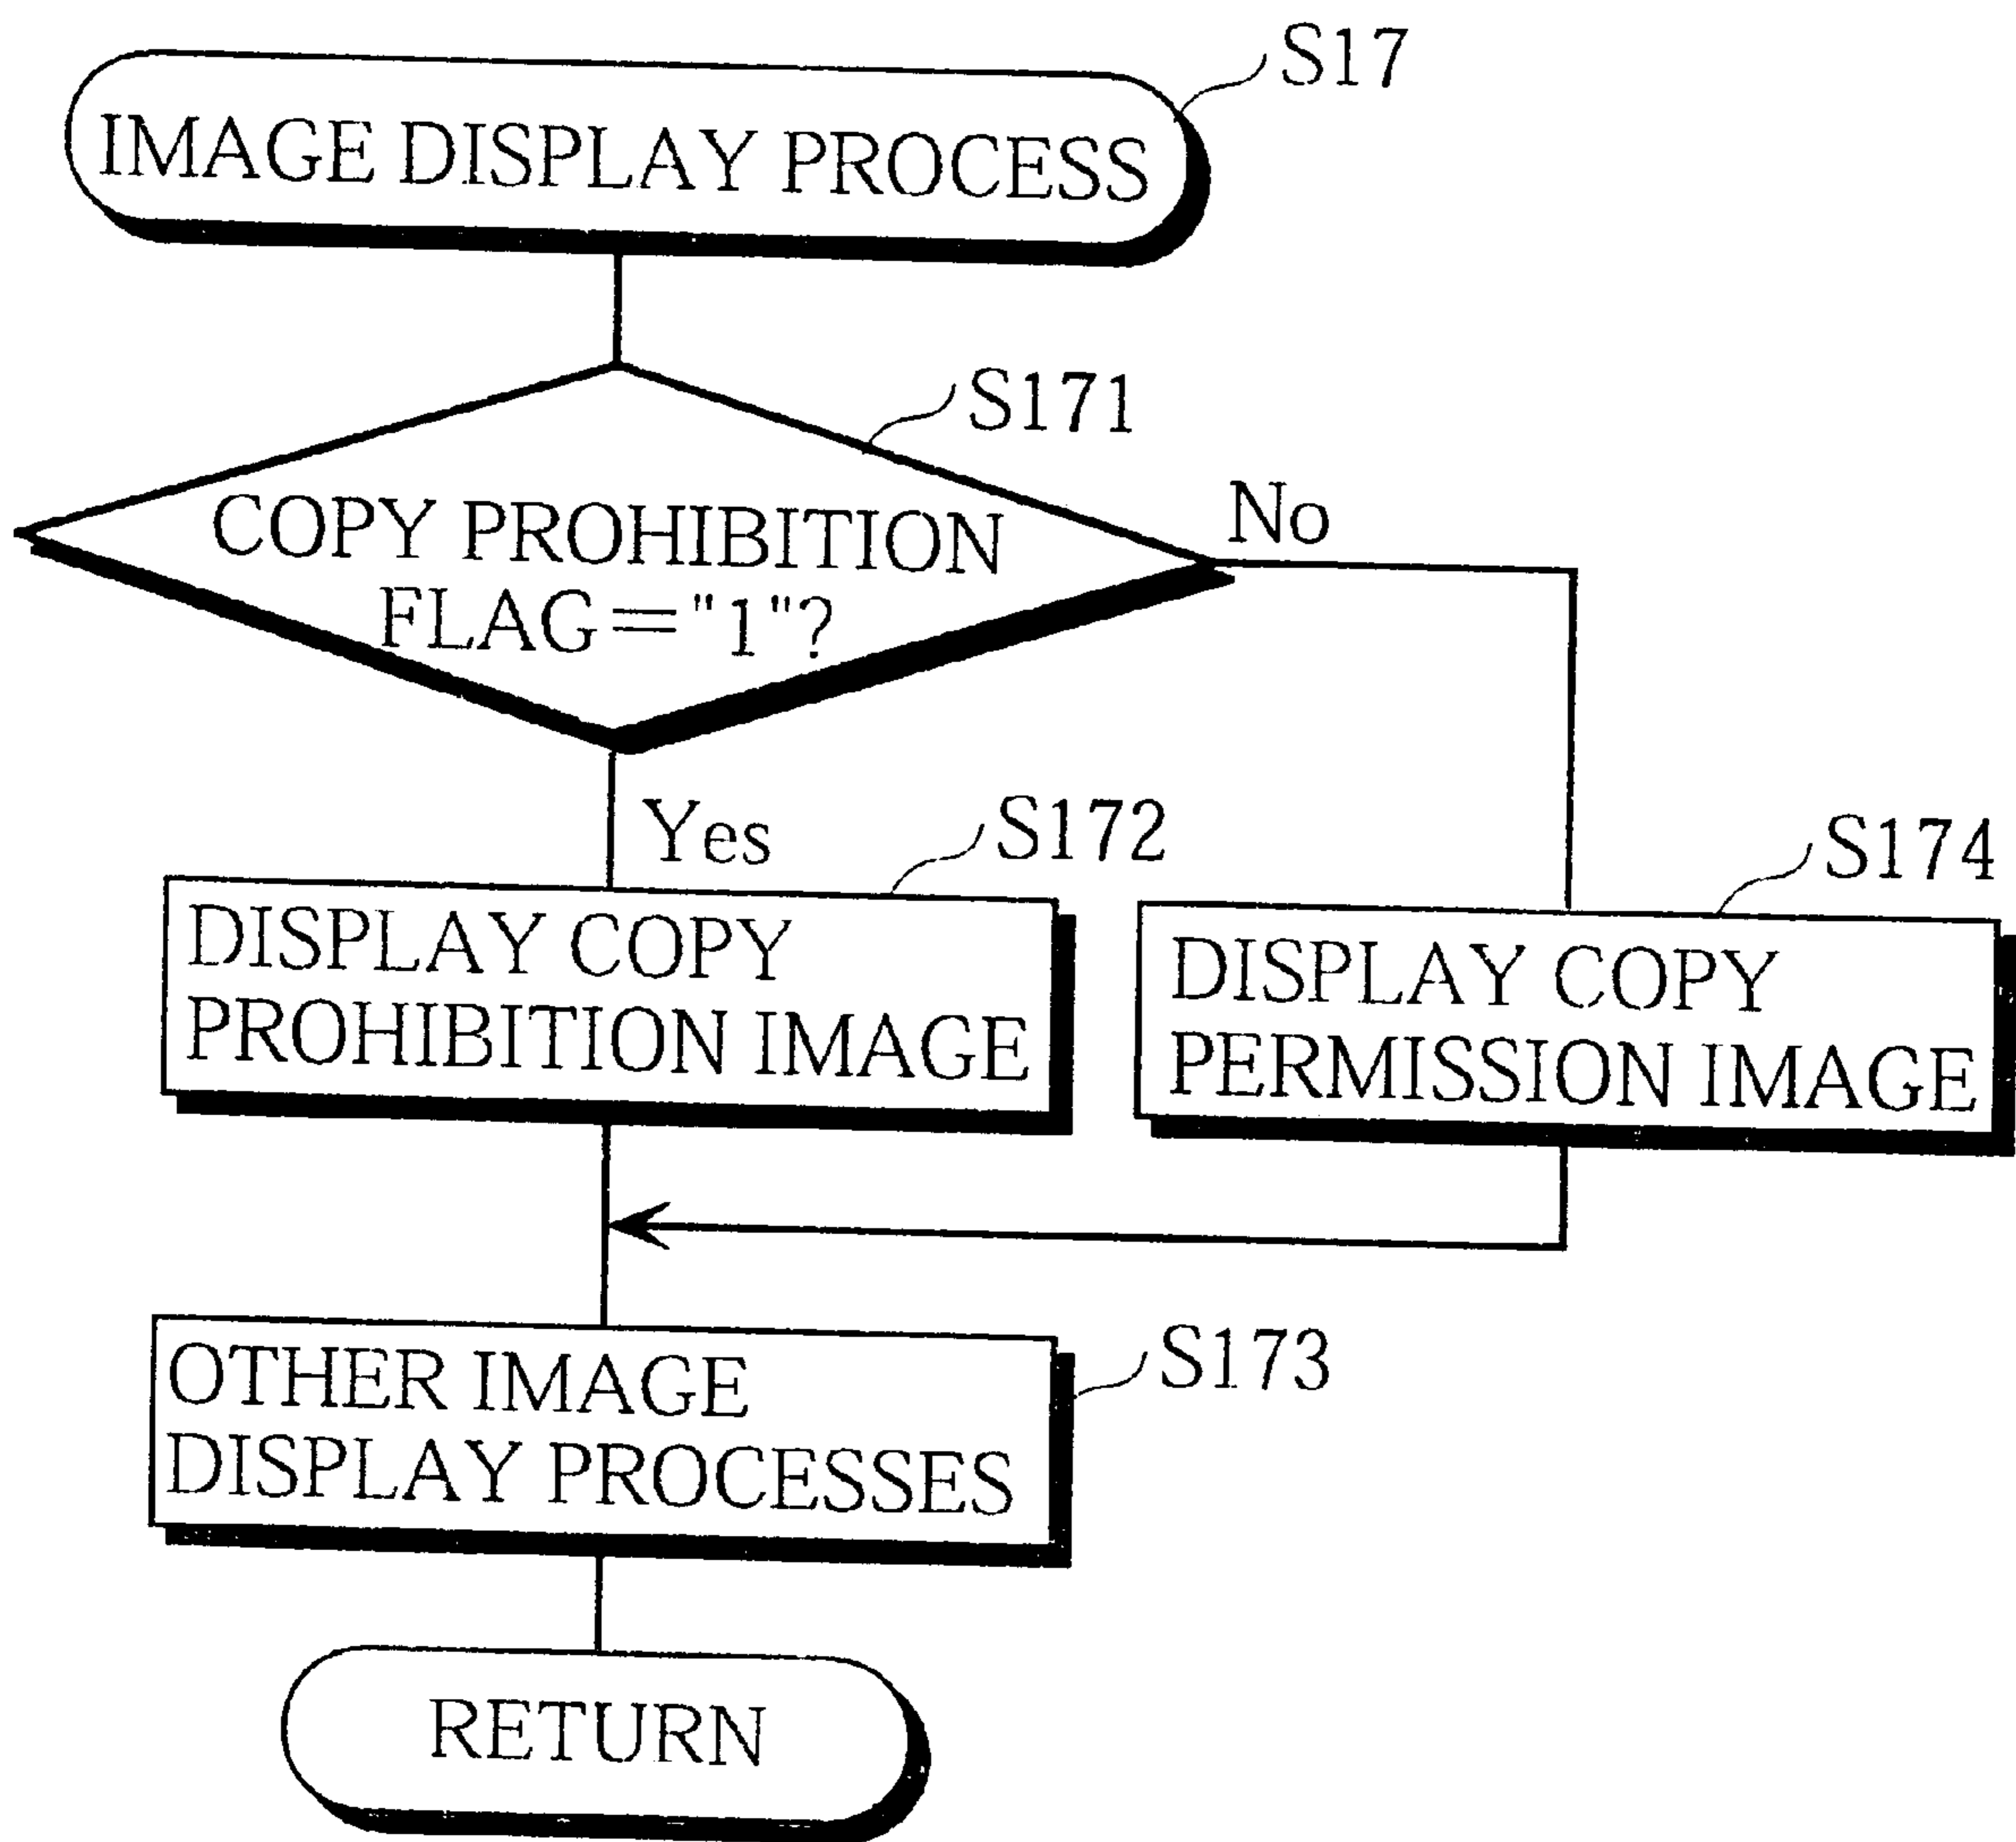 S17
IMAGE DISPLAY PROCESS
S171
COPY PROHIBITION
FLAG="1"?
No
Yes
S172
DISPLAY COPY
PROHIBITION IMAGE
S174
DISPLAY COPY
PERMISSION IMAGE
S173
OTHER IMAGE
DISPLAY PROCESSES
RETURN